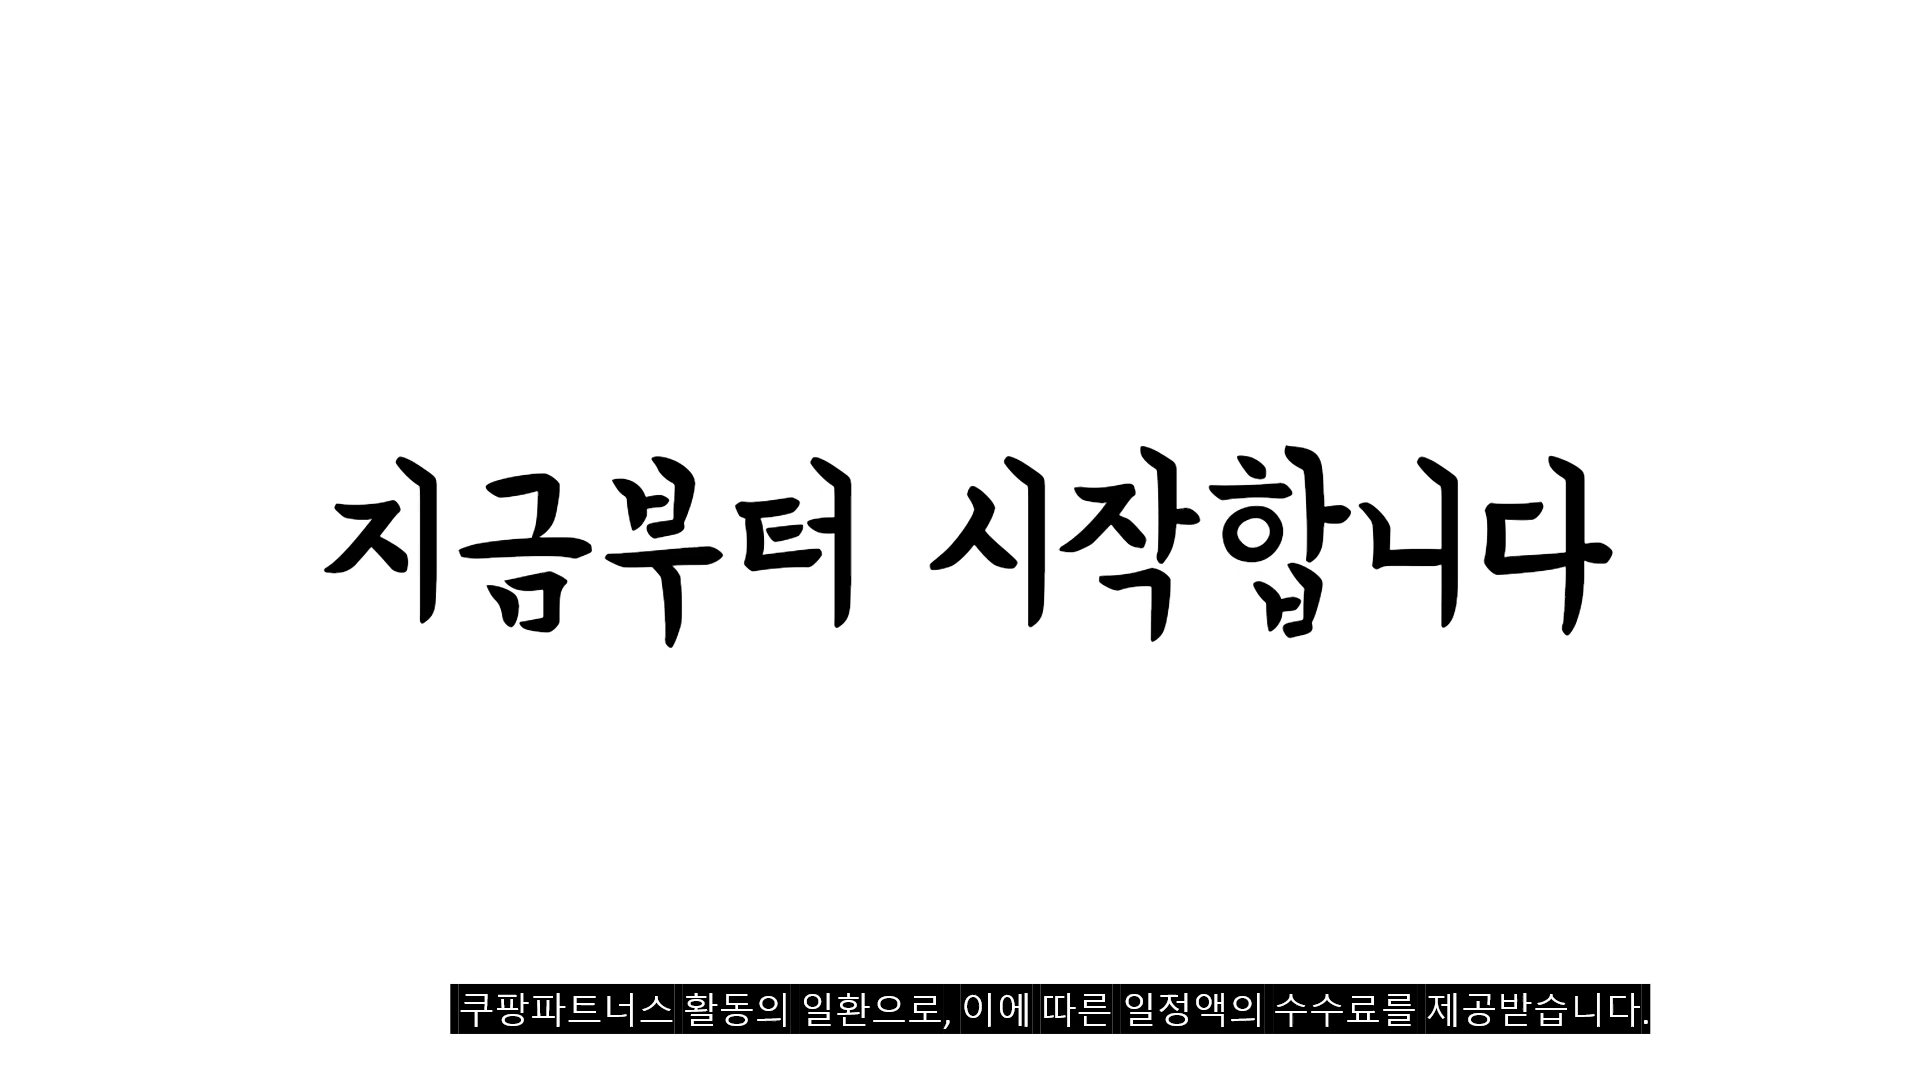 지금부터 시작합니다
쿠팡파트너스 활동의 일환으로, 이에 따른 일정액의 수수료를 제공받습니다.